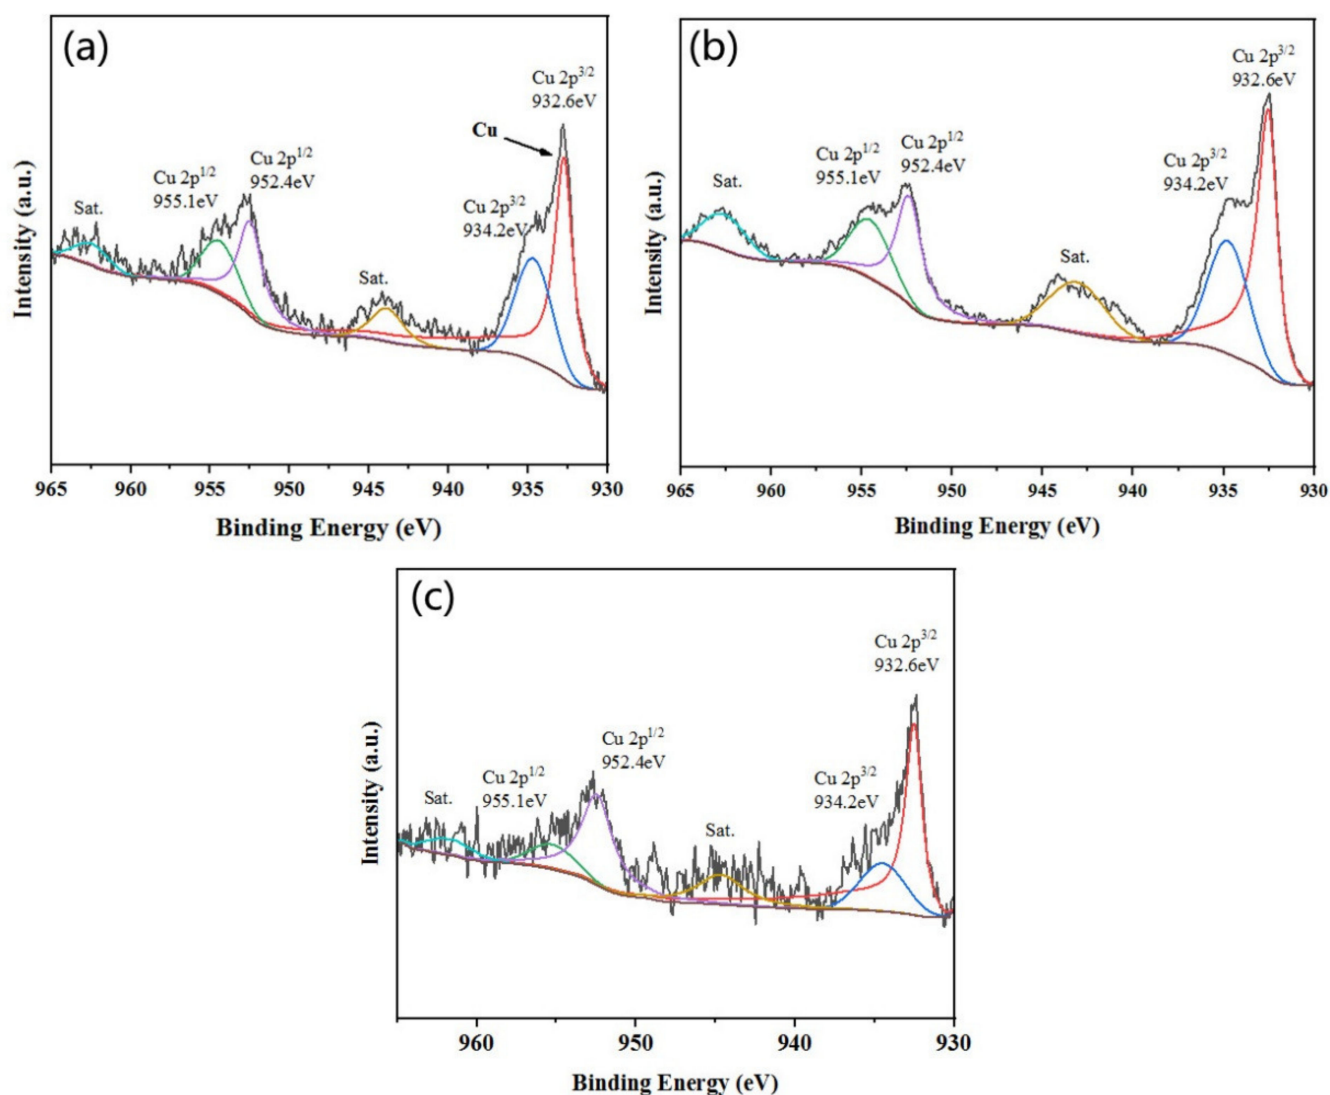 (a)
Cu 2p3/2
932.6eV
Cu
Cu 2p1/2
952.4eV
Cu 2p1/2
955.1eV
Cu 2p3/2
934.2eV
Sat.
Sat.
Intensity (a.u.)
965 960 955 950 945 940 935 930
Binding Energy (eV)
(b)
Cu 2p3/2
932.6eV
Cu 2p1/2
952.4eV
Cu 2p1/2
955.1eV
Cu 2p3/2
934.2eV
Sat.
Sat.
Intensity (a.u.)
965 960 955 950 945 940 935 930
Binding Energy (eV)
(c)
Cu 2p3/2
932.6eV
Cu 2p1/2
952.4eV
Cu 2p1/2
955.1eV
Cu 2p3/2
934.2eV
Sat.
Sat.
Intensity (a.u.)
960 950 940 930
Binding Energy (eV)